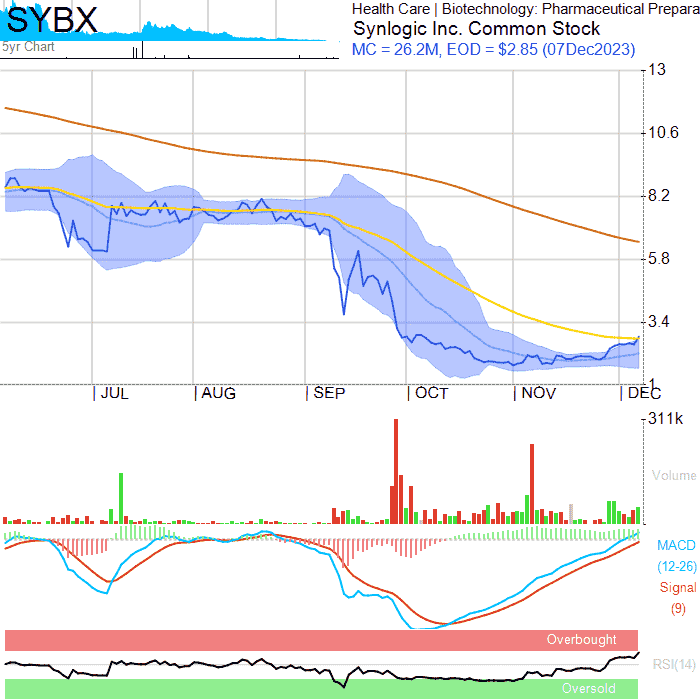 SYBX
5yr Chart
Health Care | Biotechnology: Pharmaceutical Prepara
Synlogic Inc. Common Stock
MC = 26.2M, EOD = $2.85 (07Dec2023)
13
10.6
8.2
5.8
3.4
1
JUL AUG SEP OCT NOV DEC
311k
Volume
MACD
(12-26)
Signal
(9)
Overbought
RSI(14)
Oversold